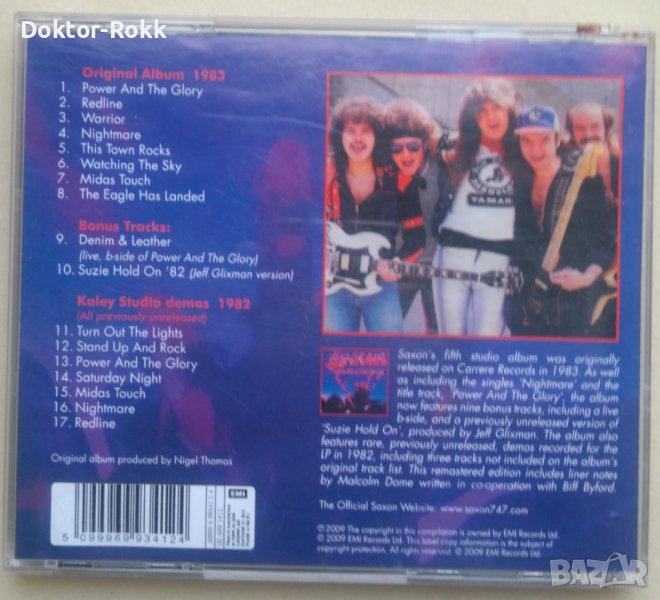 Doktor-Rokk
Original Album 1983
1. Power And The Glory
2. Redline
3. Warrior
4. Nightmare
5. This Town Rocks
6. Watching The Sky
7. Midas Touch
8. The Eagle Has Landed
Bonus Tracks:
9. Denim & Leather
(live, b-side of Power And The Glory)
10. Suzie Hold On '82 (Jeff Glixman version)
Kaley Studio demos 1982
(All previously unreleased)
11. Turn Out The Lights
12. Stand Up And Rock
13. Power And The Glory
14. Saturday Night
15. Midas Touch
16. Nightmare
17. Redline
Original album produced by Nigel Thomas
YAMAH
Saxon's fifth studio album was originally
released on Carrere Records in 1983. As well
as including the singles 'Nightmare' and the
title track, 'Power And The Glory', the album
now features nine bonus tracks, including a live
b-side, and a previously unreleased version of
'Suzie Hold On', produced by Jeff Glixman. The album also
features rare, previously unreleased, demos recorded for the
LP in 1982, including three tracks not included on the album's
original track list. This remastered edition includes liner notes
by Malcolm Dome written in co-operation with Biff Byford.
The Official Saxon Website: www.saxon747.com
℗ 2009 The copyright in this compilation is owned by EMI Records Ltd.
© 2009 EMI Records Ltd. This label copy information is the subject of
copyright protection. All rights reserved. © 2009 EMI Records Ltd.
EMI
5 099969 934124
BAZAR